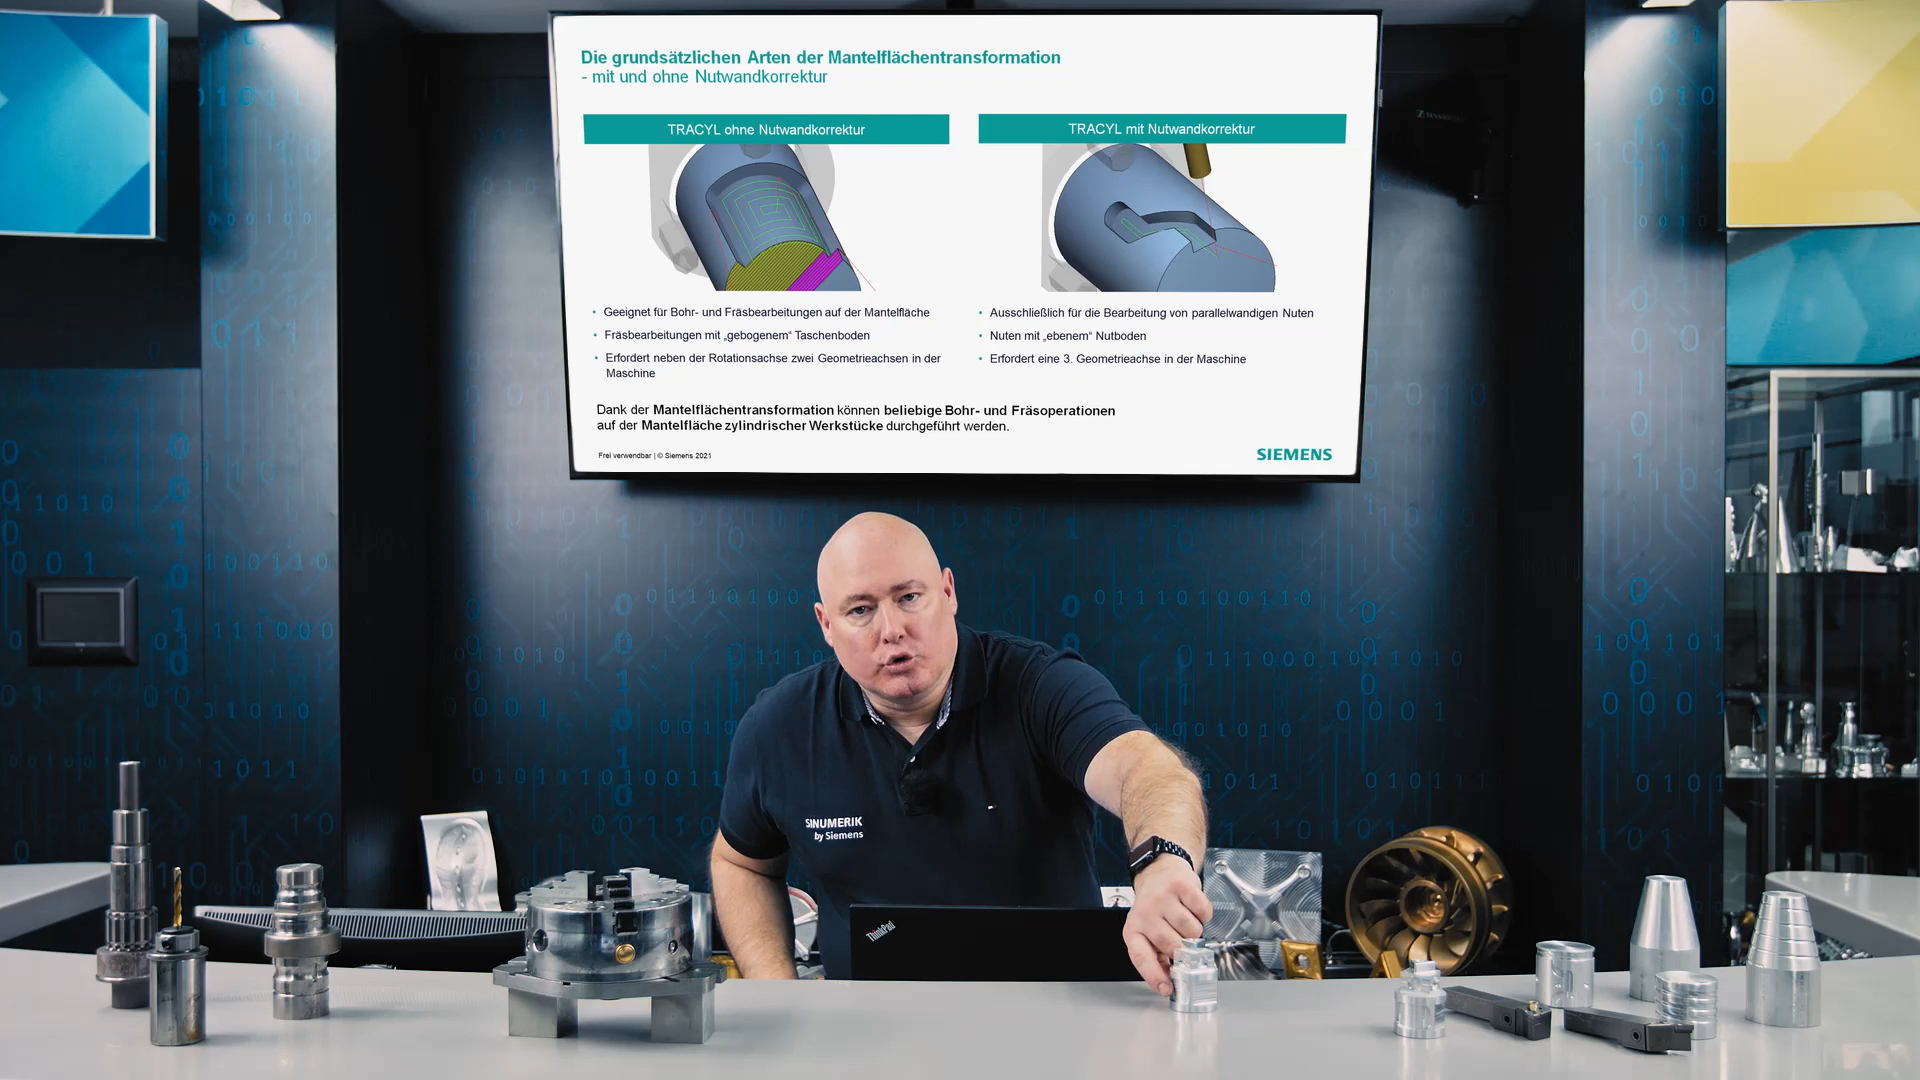 Die grundsätzlichen Arten der Mantelflächentransformation
- mit und ohne Nutwandkorrektur
TRACYL ohne Nutwandkorrektur
• Geeignet für Bohr- und Fräsbearbeitungen auf der Mantelfläche
• Fräsbearbeitungen mit „gebogenem“ Taschenboden
• Erfordert neben der Rotationsachse zwei Geometrieachsen in der
Maschine
TRACYL mit Nutwandkorrektur
• Ausschließlich für die Bearbeitung von parallelwandigen Nuten
• Nuten mit „ebenem“ Nutboden
• Erfordert eine 3. Geometrieachse in der Maschine
Dank der Mantelflächentransformation können beliebige Bohr- und Fräsoperationen
auf der Mantelfläche zylindrischer Werkstücke durchgeführt werden.
Frei verwendbar | © Siemens 2021
SIEMENS
SINUMERIK
by Siemens
ThinkPad